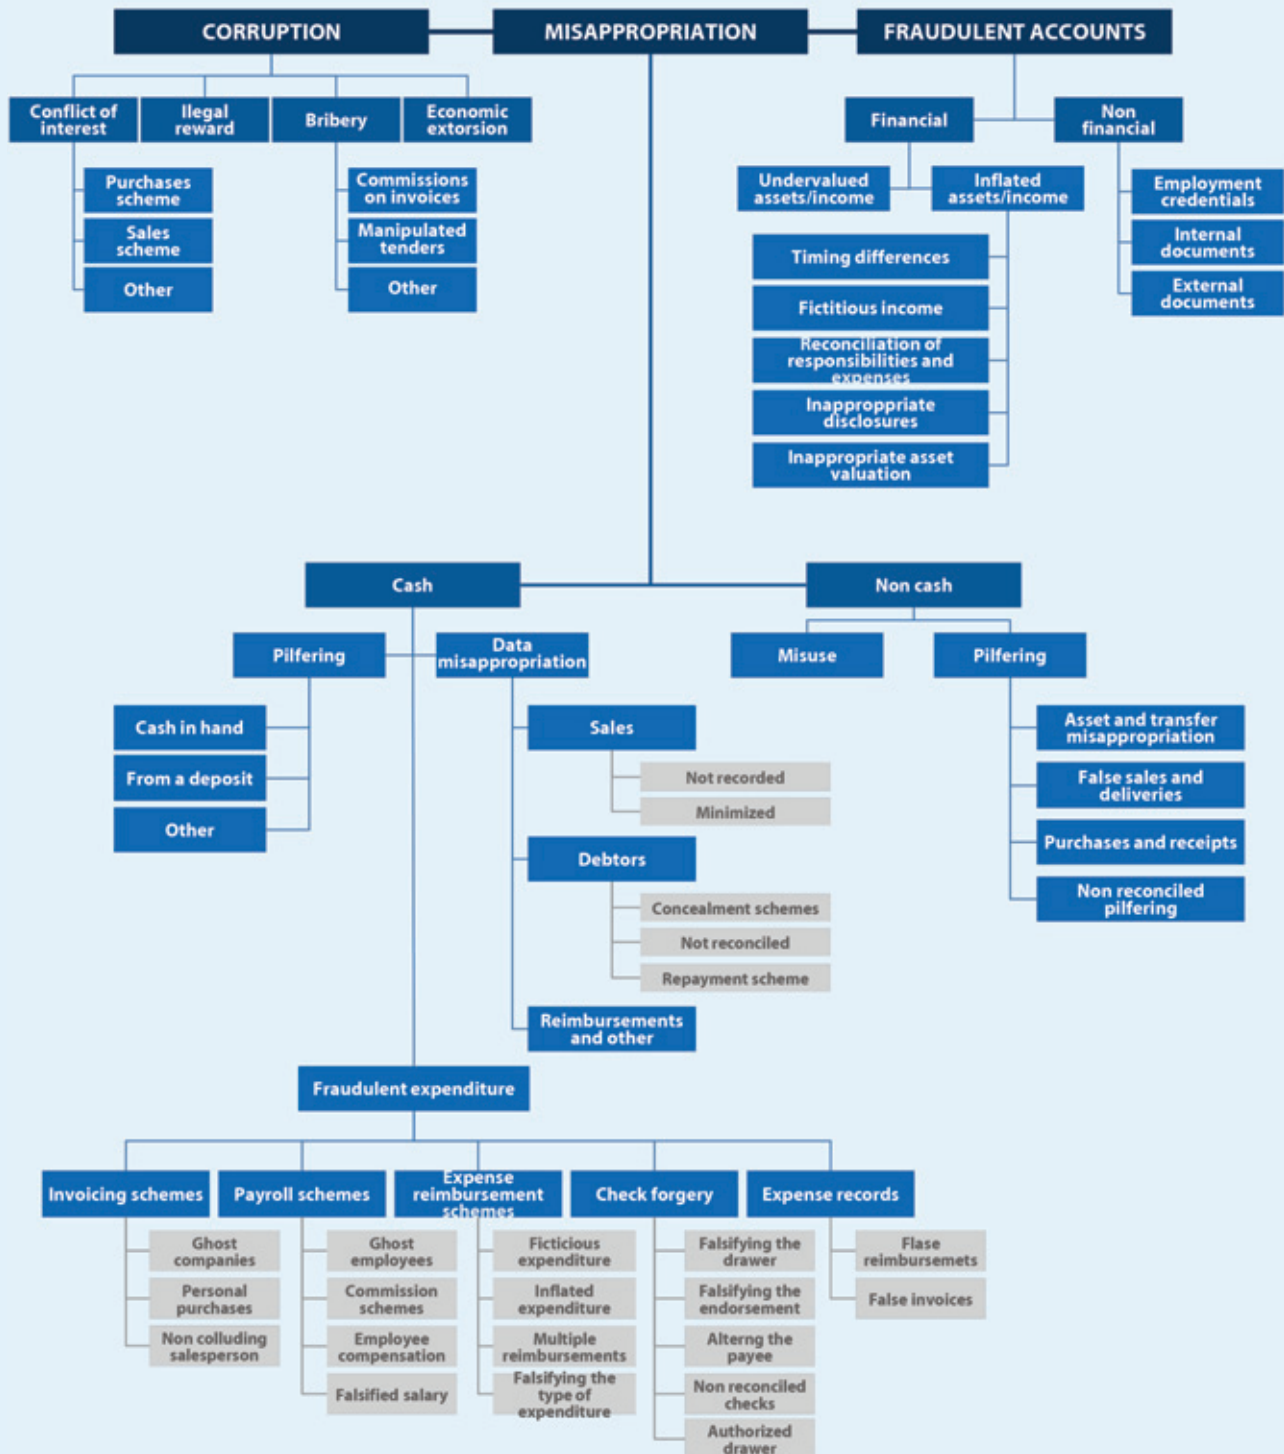 CORRUPTION
MISAPPROPRIATION
FRAUDULENT ACCOUNTS
Conflict of
interest
Ilegal
reward
Bribery
Economic
extorsion
Purchases
scheme
Sales
scheme
Other
Commissions
on invoices
Manipulated
tenders
Other
Financial
Non
financial
Undervalued
assets/income
Inflated
assets/income
Timing differences
Fictitious income
Reconciliation of
responsibilities and
expenses
Inapproppriate
disclosures
Inappropriate asset
valuation
Employment
credentials
Internal
documents
External
documents
Cash
Non cash
Pilfering
Data
misappropriation
Misuse
Pilfering
Cash in hand
From a deposit
Other
Sales
Not recorded
Minimized
Debtors
Concealment schemes
Not reconciled
Repayment scheme
Reimbursements
and other
Asset and transfer
misappropriation
False sales and
deliveries
Purchases and receipts
Non reconciled
pilfering
Fraudulent expenditure
Invoicing schemes
Payroll schemes
Expense
reimbursement
schemes
Check forgery
Expense records
Ghost
companies
Personal
purchases
Non colluding
salesperson
Ghost
employees
Commission
schemes
Employee
compensation
Falsified salary
Ficticious
expenditure
Inflated
expenditure
Multiple
reimbursements
Falsifying the
type of
expenditure
Falsifying the
drawer
Falsifying the
endorsement
Alterng the
payee
Non reconciled
checks
Authorized
drawer
Flase
reimbursemets
False invoices